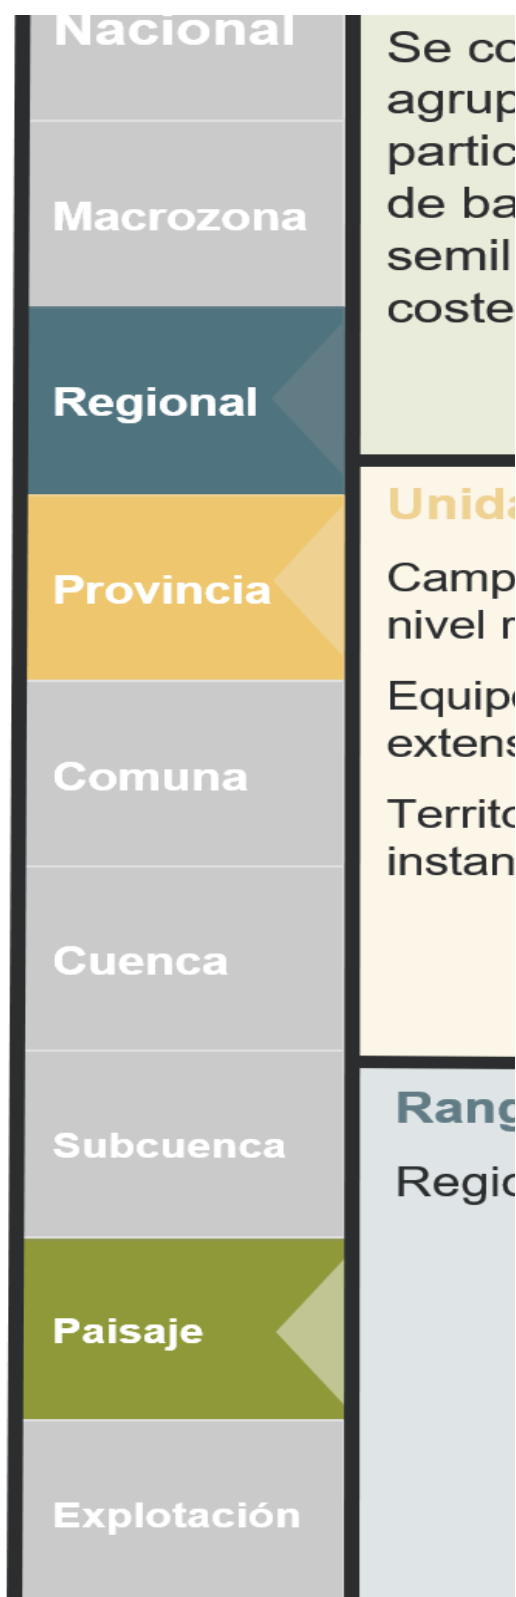 Nacional
Macrozona
Regional
Provincia
Comuna
Cuenca
Subcuenca
Paisaje
Explotación
Se co
agrup
partic
de ba
semil
coste
Unida
Camp
nivel r
Equipe
extens
Territo
instan
Rang
Regio